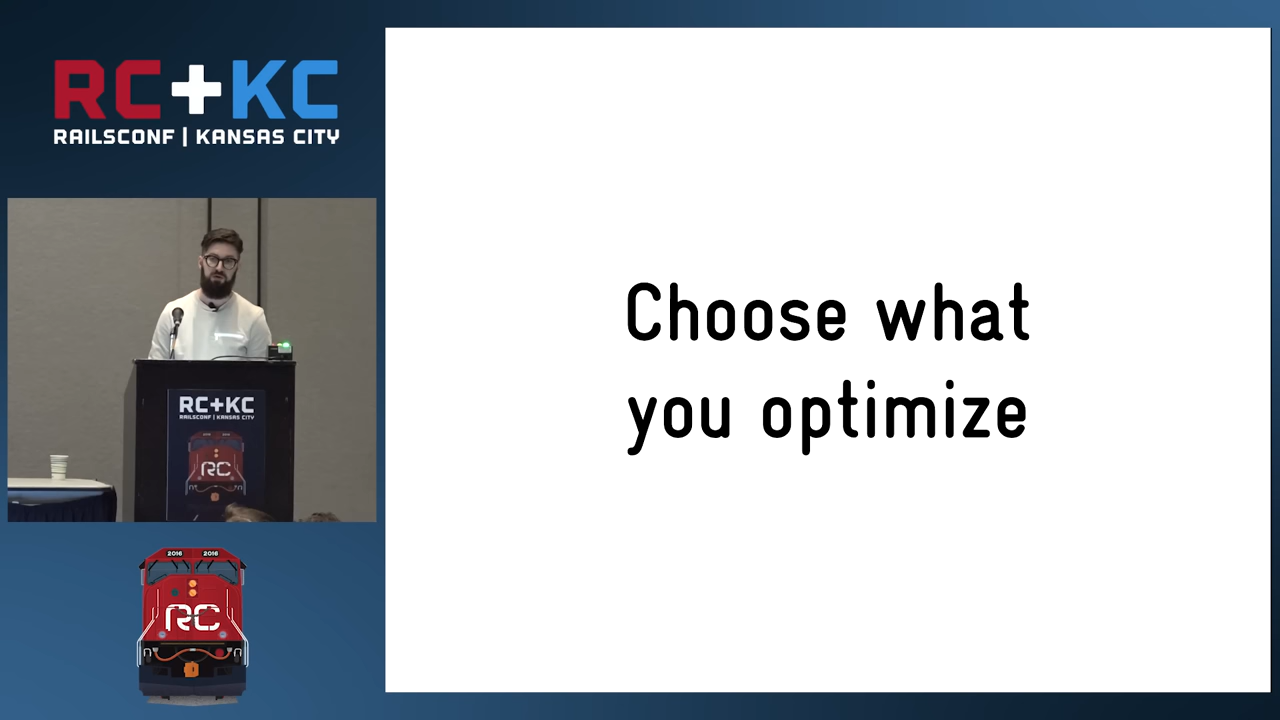 RC+KC
RAILSCONF | KANSAS CITY
Choose what
you optimize
RC+KC
RAILSCONF | KANSAS CITY
RC
2016 2016
RC